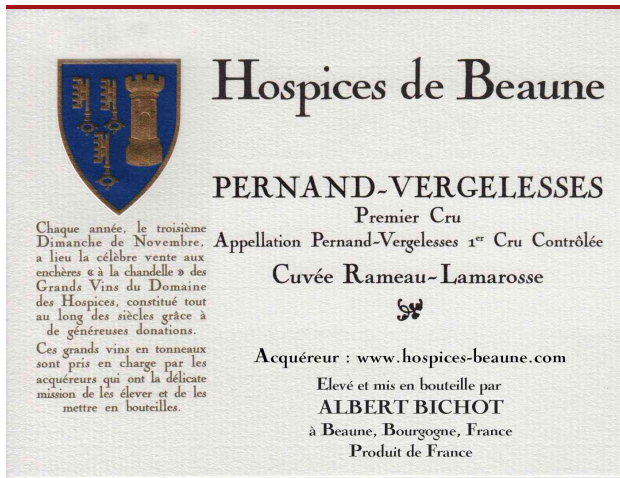 Hospices de Beaune
PERNAND-VERGELESSES
Premier Cru
Appellation Pernand-Vergelesses 1er Cru Contrôlée
Cuvée Rameau-Lamarosse
Chaque année, le troisième
Dimanche de Novembre,
a lieu la célèbre vente aux
enchères « à la chandelle » des
Grands Vins du Domaine
des Hospices, constitué tout
au long des siècles grâce à
de généreuses donations.
Ces grands vins en tonneaux
sont pris en charge par les
acquéreurs qui ont la délicate
mission de les élever et de les
mettre en bouteilles.
Acquéreur : www.hospices-beaune.com
Elevé et mis en bouteille par
ALBERT BICHOT
à Beaune, Bourgogne, France
Produit de France